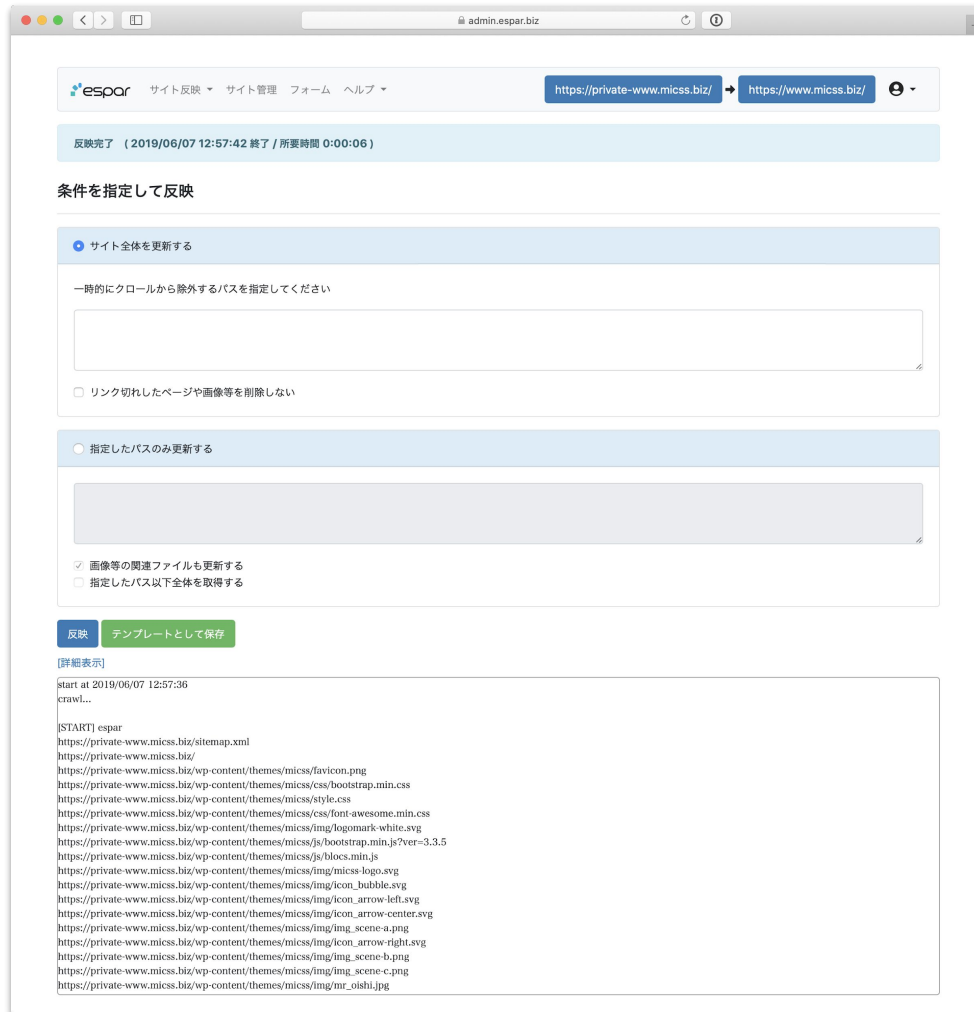 admin.espar.biz
espar サイト反映 サイト管理 フォーム ヘルプ https://private-www.micss.biz/ https://www.micss.biz/
反映完了 ( 2019/06/07 12:57:42 終了 / 所要時間 0:00:06 )
条件を指定して反映
サイト全体を更新する
一時的にクロールから除外するパスを指定してください
リンク切れしたページや画像等を削除しない
指定したパスのみ更新する
画像等の関連ファイルも更新する
指定したパス以下全体を取得する
反映 テンプレートとして保存
[詳細表示]
start at 2019/06/07 12:57:36
crawl...
[START] espar
https://private-www.micss.biz/sitemap.xml
https://private-www.micss.biz/
https://private-www.micss.biz/wp-content/themes/micss/favicon.png
https://private-www.micss.biz/wp-content/themes/micss/css/bootstrap.min.css
https://private-www.micss.biz/wp-content/themes/micss/style.css
https://private-www.micss.biz/wp-content/themes/micss/css/font-awesome.min.css
https://private-www.micss.biz/wp-content/themes/micss/img/logomark-white.svg
https://private-www.micss.biz/wp-content/themes/micss/js/bootstrap.min.js?ver=3.3.5
https://private-www.micss.biz/wp-content/themes/micss/js/blocs.min.js
https://private-www.micss.biz/wp-content/themes/micss/img/micss-logo.svg
https://private-www.micss.biz/wp-content/themes/micss/img/icon_bubble.svg
https://private-www.micss.biz/wp-content/themes/micss/img/icon_arrow-left.svg
https://private-www.micss.biz/wp-content/themes/micss/img/icon_arrow-center.svg
https://private-www.micss.biz/wp-content/themes/micss/img/img_scene-a.png
https://private-www.micss.biz/wp-content/themes/micss/img/icon_arrow-right.svg
https://private-www.micss.biz/wp-content/themes/micss/img/img_scene-b.png
https://private-www.micss.biz/wp-content/themes/micss/img/img_scene-c.png
https://private-www.micss.biz/wp-content/themes/micss/img/mr_oishi.jpg